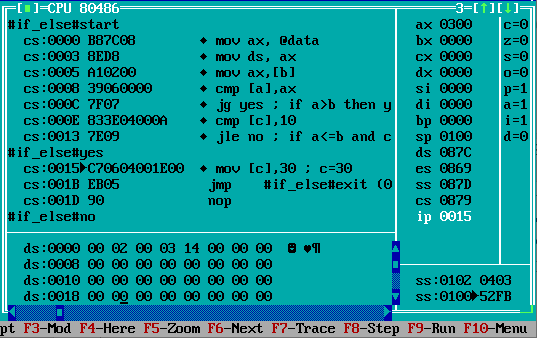 [■]=CPU 80486 3=[↑][↓]
#if_else#start
cs:0000 B87C08 ♦ mov ax, @data
cs:0003 8ED8 ♦ mov ds, ax
cs:0005 A10200 ♦ mov ax,[b]
cs:0008 39060000 ♦ cmp [a],ax
cs:000C 7F07 ♦ jg yes ; if a>b then y
cs:000E 833E04000A ♦ cmp [c],10
cs:0013 7E09 ♦ jle no ; if a<=b and c
#if_else#yes
cs:0015►C70604001E00 ♦ mov [c],30 ; c=30
cs:001B EB05 jmp #if_else#exit (0
cs:001D 90 nop
#if_else#no
ax 0300 c=0
bx 0000 z=0
cx 0000 s=0
dx 0000 o=0
si 0000 p=1
di 0000 a=1
bp 0000 i=1
sp 0100 d=0
ds 087C
es 0869
ss 087D
cs 0879
ip 0015
ds:0000 00 02 00 03 14 00 00 00 ☻ ♥¶
ds:0008 00 00 00 00 00 00 00 00
ds:0010 00 00 00 00 00 00 00 00
ds:0018 00 00 00 00 00 00 00 00
ss:0102 0403
ss:0100►52FB
pt F3-Mod F4-Here F5-Zoom F6-Next F7-Trace F8-Step F9-Run F10-Menu